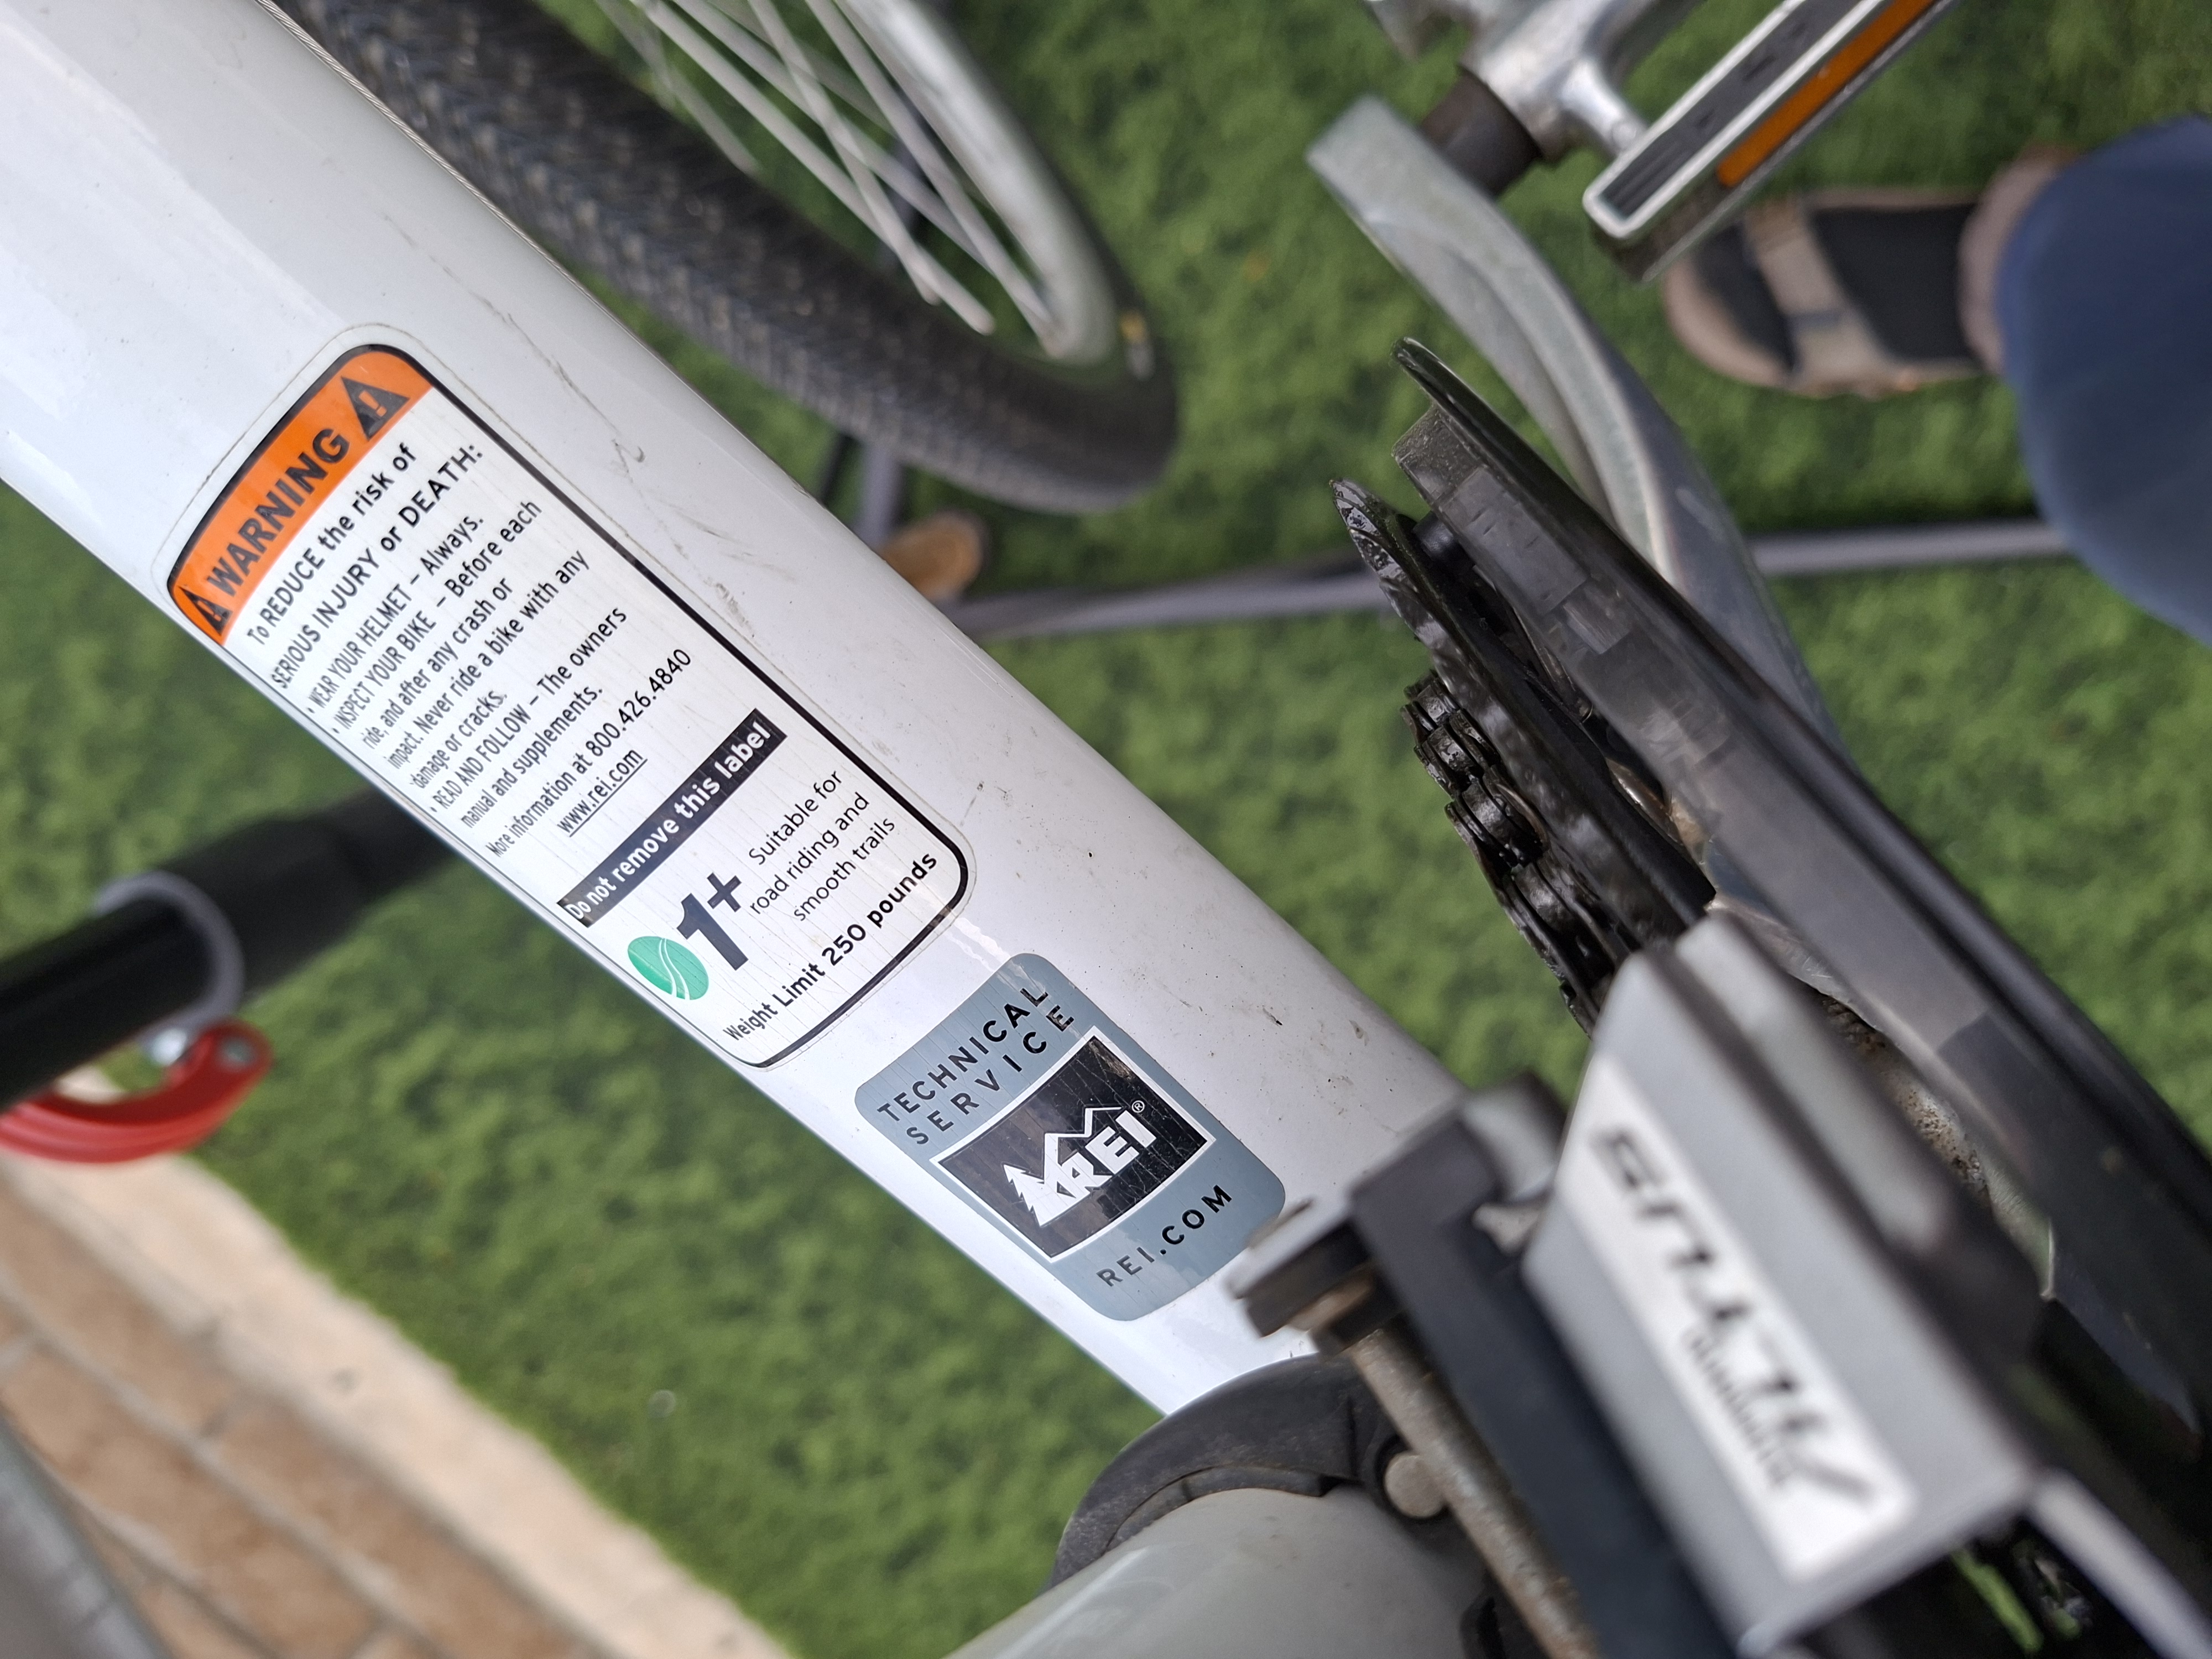 WARNING
To REDUCE the risk of
SERIOUS INJURY or DEATH:
• WEAR YOUR HELMET – Always.
• INSPECT YOUR BIKE – Before each
ride, and after any crash or
impact. Never ride a bike with any
damage or cracks.
• READ AND FOLLOW – The owners
manual and supplements.
More information at 800.426.4840
www.rei.com
Do not remove this label
1+
Suitable for
road riding and
smooth trails
Weight Limit 250 pounds
TECHNICAL
SERVICE
REI®
REI.COM
ALTUS